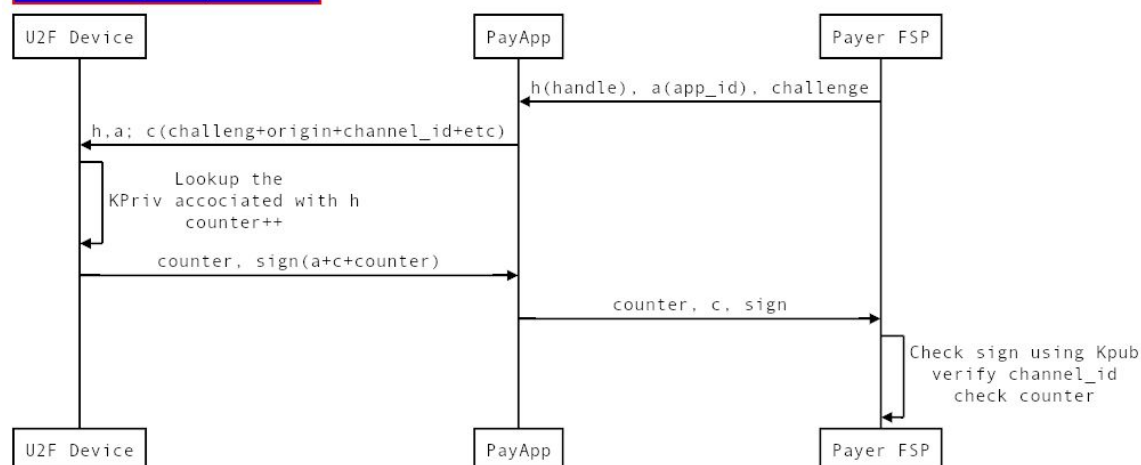 U2F Device PayApp Payer FSP
h(handle), a(app_id), challenge
h,a; c(challeng+origin+channel_id+etc)
Lookup the
KPriv accociated with h
counter++
counter, sign(a+c+counter)
counter, c, sign
Check sign using Kpub
verify channel_id
check counter
U2F Device PayApp Payer FSP